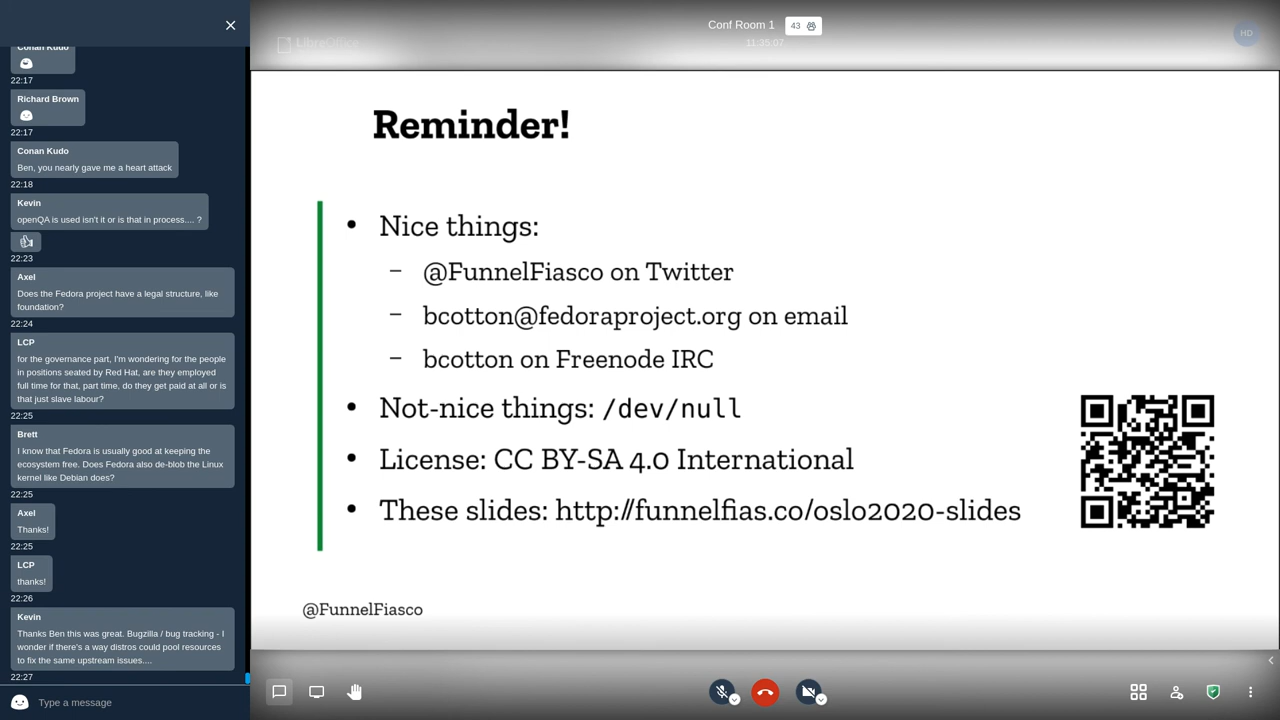 Conan Kudo
22:17
Richard Brown
22:17
Conan Kudo
Ben, you nearly gave me a heart attack
22:18
Kevin
openQA is used isn't it or is that in process.... ?
22:23
Axel
Does the Fedora project have a legal structure, like
foundation?
22:24
LCP
for the governance part, I'm wondering for the people
in positions seated by Red Hat, are they employed
full time for that, part time, do they get paid at all or is
that just slave labour?
22:25
Brett
I know that Fedora is usually good at keeping the
ecosystem free. Does Fedora also de-blob the Linux
kernel like Debian does?
22:25
Axel
Thanks!
22:25
LCP
thanks!
22:26
Kevin
Thanks Ben this was great. Bugzilla / bug tracking - I
wonder if there's a way distros could pool resources
to fix the same upstream issues....
22:27
Type a message
LibreOffice
Conf Room 1
43
11:35:07
HD
Reminder!
• Nice things:
– @FunnelFiasco on Twitter
– bcotton@fedoraproject.org on email
– bcotton on Freenode IRC
• Not-nice things: /dev/null
• License: CC BY-SA 4.0 International
• These slides: http://funnelfias.co/oslo2020-slides
@FunnelFiasco